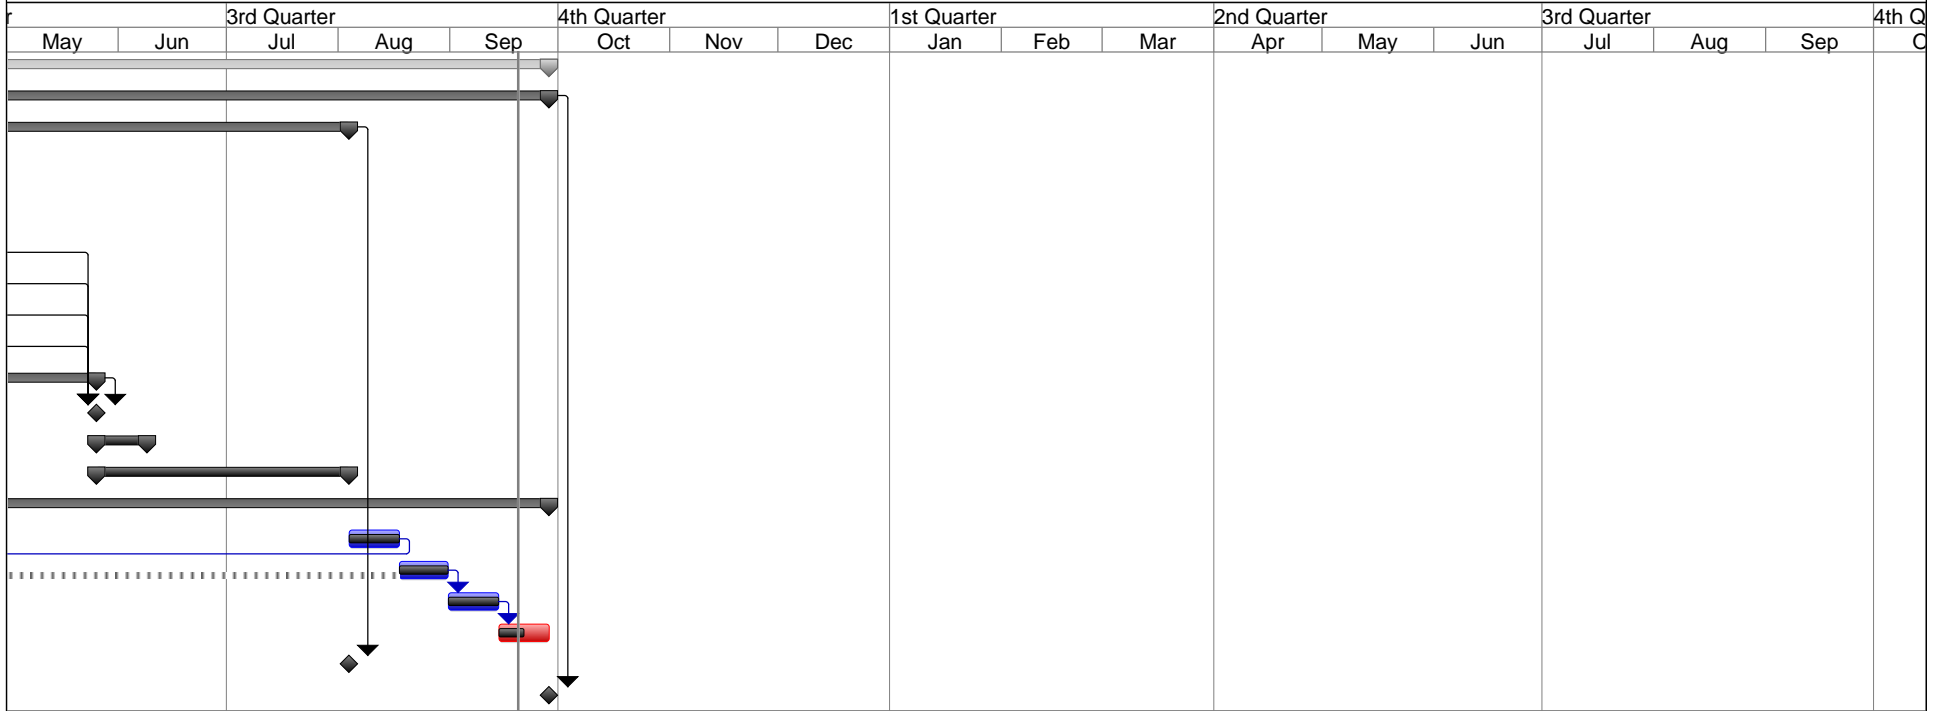 r 3rd Quarter 4th Quarter 1st Quarter 2nd Quarter 3rd Quarter 4th Q
May Jun Jul Aug Sep Oct Nov Dec Jan Feb Mar Apr May Jun Jul Aug Sep O